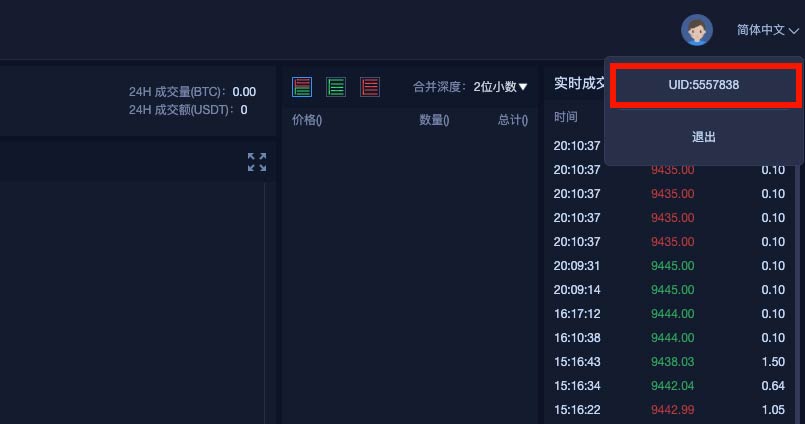 简体中文
UID:5557838
退出
24H 成交量(BTC)： 0.00
24H 成交额(USDT)： 0
合并深度： 2位小数
价格() 数量() 总计()
实时成交
时间
20:10:37
20:10:37 9435.00 0.10
20:10:37 9435.00 0.10
20:10:37 9435.00 0.10
20:10:37 9435.00 0.10
20:09:31 9445.00 0.10
20:09:14 9445.00 0.10
16:17:12 9444.00 0.10
16:10:38 9444.00 0.10
15:16:43 9438.03 1.50
15:16:34 9442.04 0.64
15:16:22 9442.99 1.05